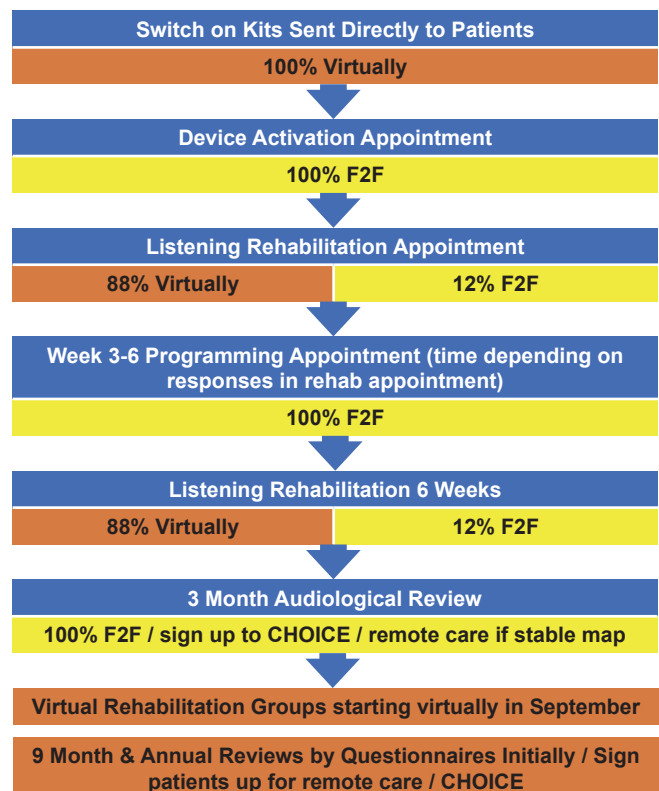 Switch on Kits Sent Directly to Patients
100% Virtually
Device Activation Appointment
100% F2F
Listening Rehabilitation Appointment
88% Virtually
12% F2F
Week 3-6 Programming Appointment (time depending on
responses in rehab appointment)
100% F2F
Listening Rehabilitation 6 Weeks
88% Virtually
12% F2F
3 Month Audiological Review
100% F2F / sign up to CHOICE / remote care if stable map
Virtual Rehabilitation Groups starting virtually in September
9 Month & Annual Reviews by Questionnaires Initially / Sign
patients up for remote care / CHOICE